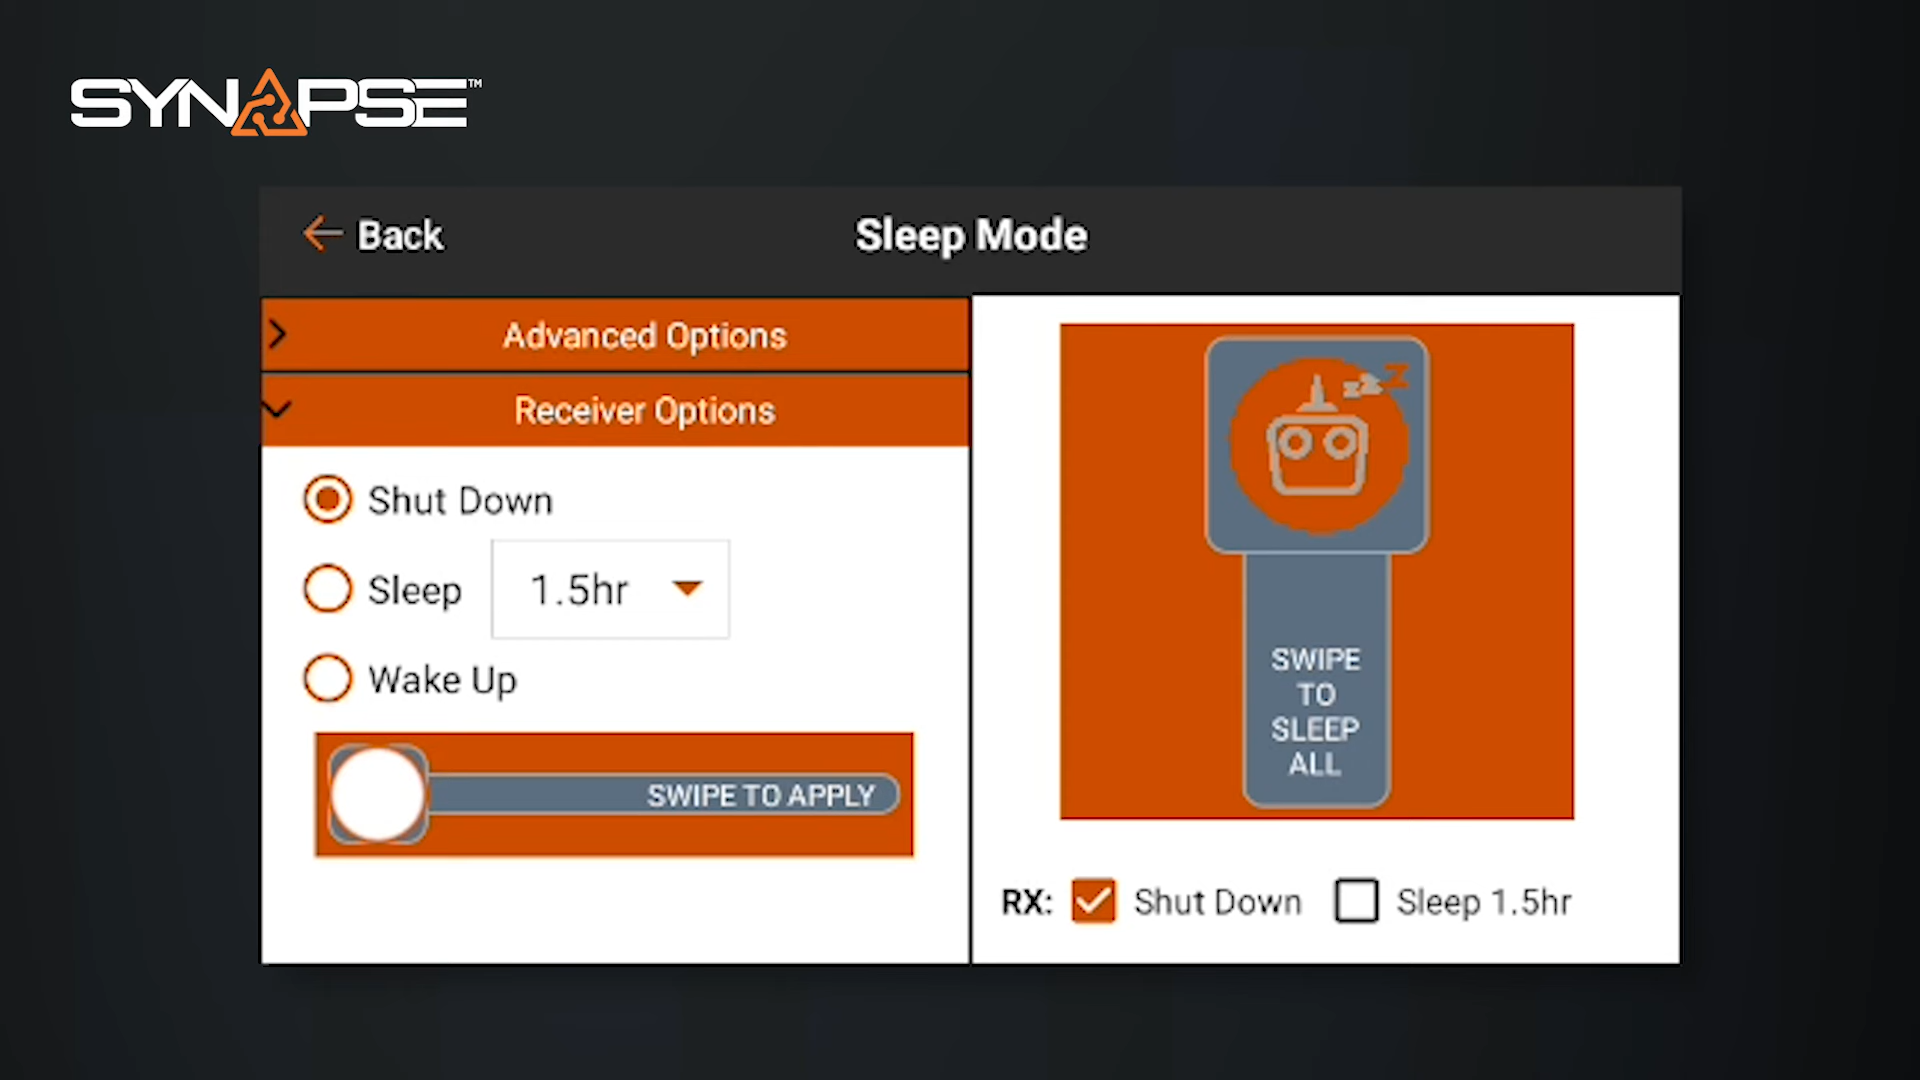 SYNAPSE™
Back
Sleep Mode
Advanced Options
Receiver Options
Shut Down
Sleep
1.5hr
Wake Up
SWIPE TO APPLY
zzZ
SWIPE
TO
SLEEP
ALL
RX: Shut Down Sleep 1.5hr